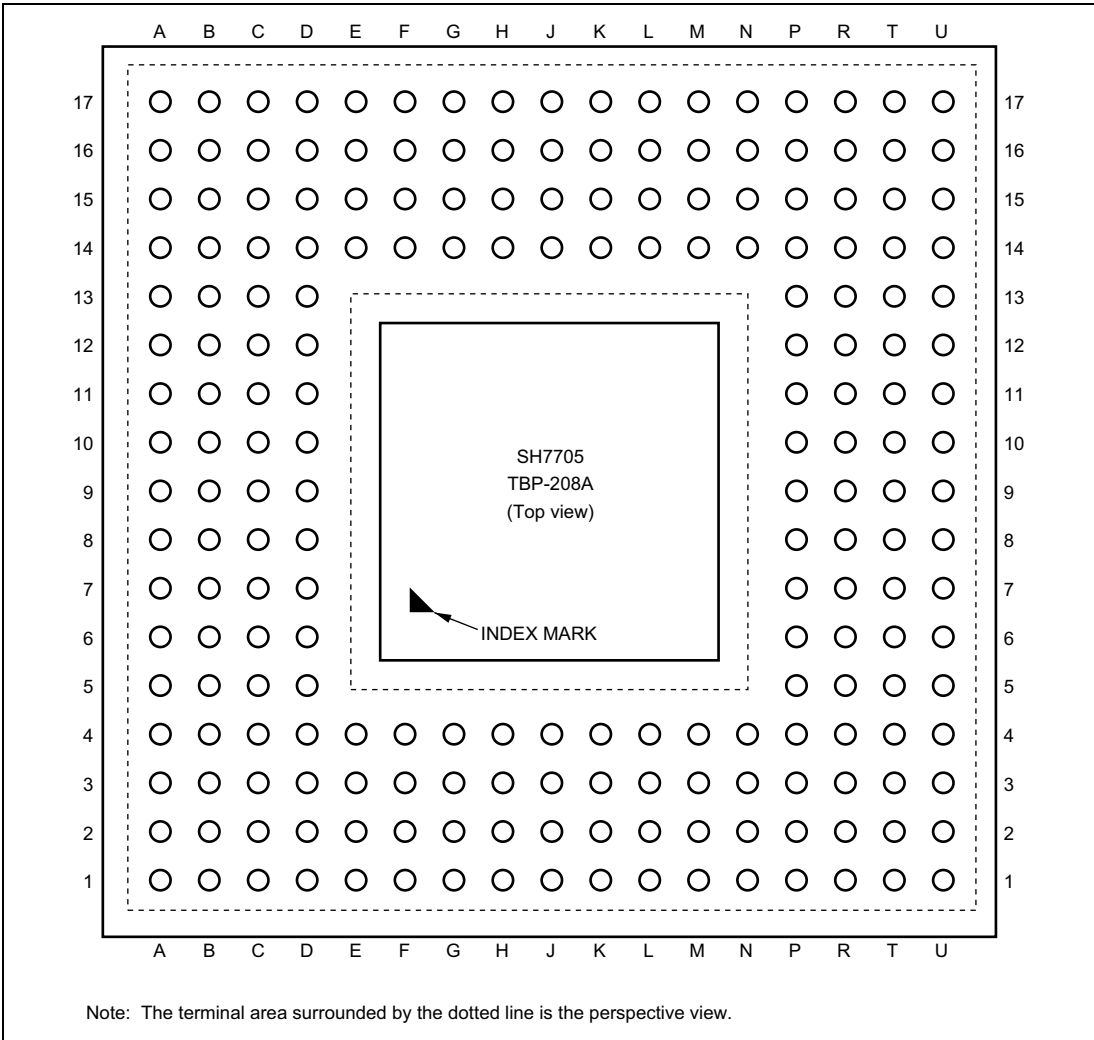 A B C D E F G H J K L M N P R T U
17 17
16 16
15 15
14 14
13 13
12 12
11 11
10 10
9 9
8 8
7 7
6 6
5 5
4 4
3 3
2 2
1 1
SH7705
TBP-208A
(Top view)
INDEX MARK
A B C D E F G H J K L M N P R T U
Note: The terminal area surrounded by the dotted line is the perspective view.